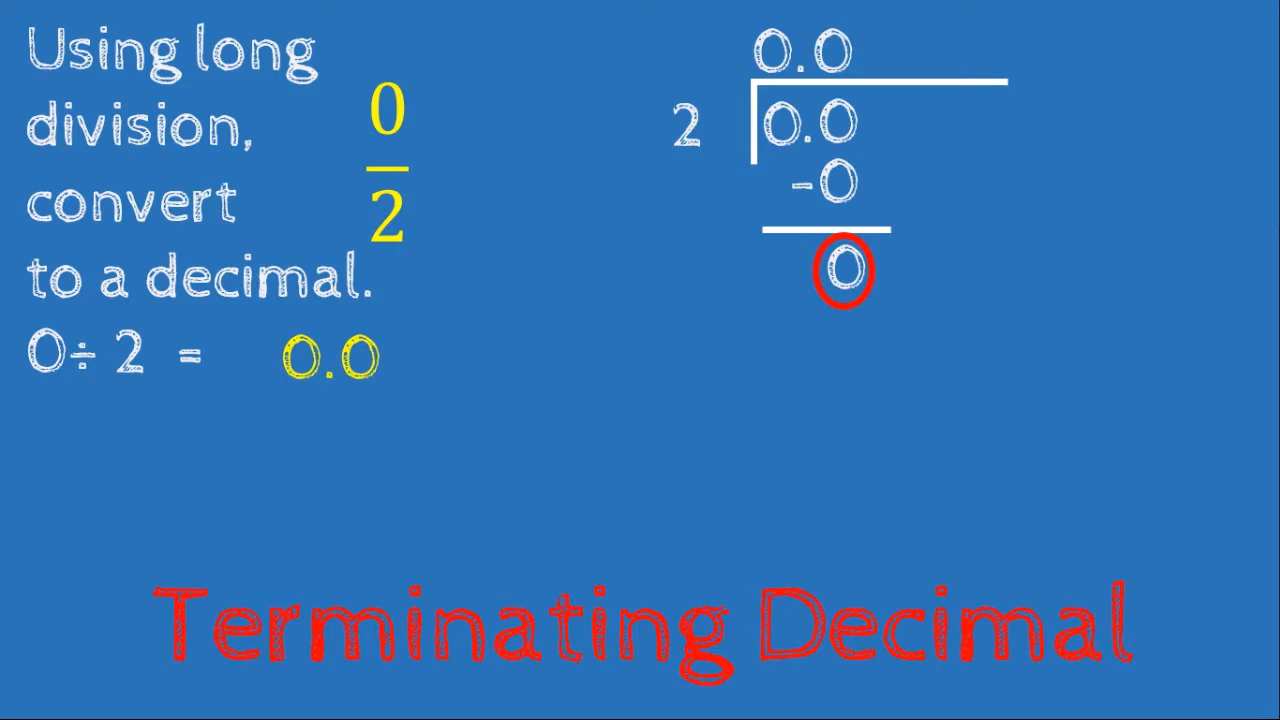 Using long
division,
convert
to a decimal.
0
2
0÷ 2 = 0.0
0.0
2 0.0
-0
0
Terminating Decimal